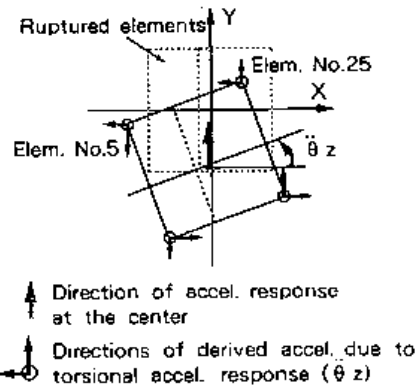 Y
Ruptured elements
Elem. No.25
X
Elem. No.5
θ̈ z
Direction of accel. response
at the center
Directions of derived accel. due to
torsional accel. response (θ̈ z)